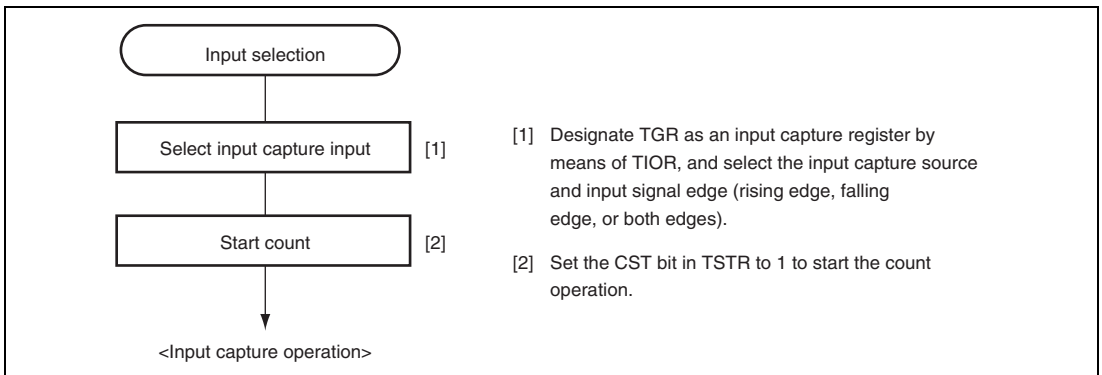 Input selection
Select input capture input
[1]
Start count
[2]
<Input capture operation>
[1] Designate TGR as an input capture register by
means of TIOR, and select the input capture source
and input signal edge (rising edge, falling
edge, or both edges).
[2] Set the CST bit in TSTR to 1 to start the count
operation.